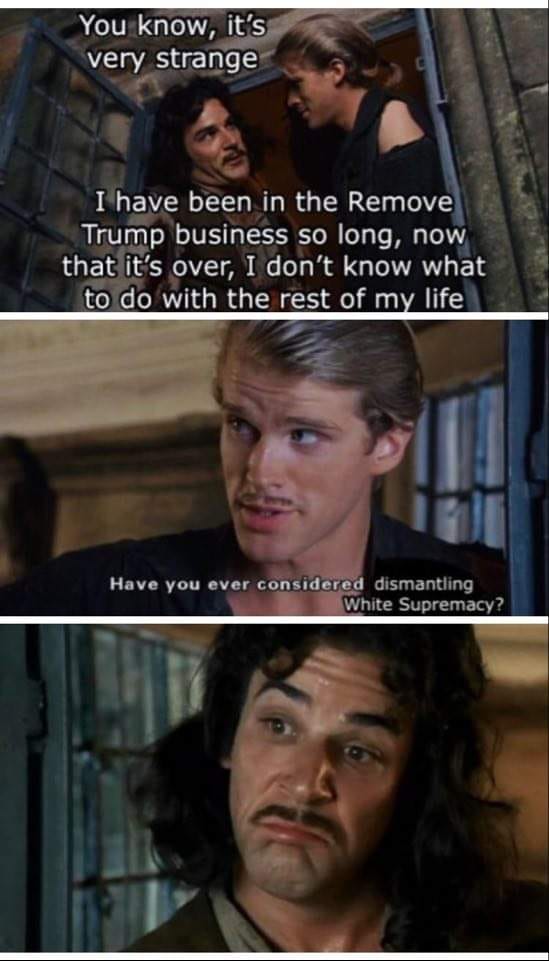 You know, it's
very strange
I have been in the Remove
Trump business so long, now
that it's over, I don't know what
to do with the rest of my life
Have you ever considered dismantling
White Supremacy?